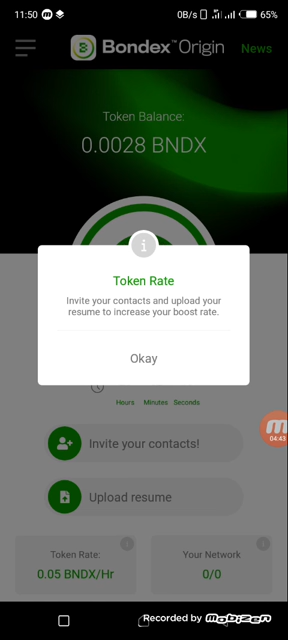 11:50
0B/s
65%
Bondex™ Origin
News
Token Balance:
0.0028 BNDX
Token Rate
Invite your contacts and upload your
resume to increase your boost rate.
Okay
Hours Minutes Seconds
04:43
Invite your contacts!
Upload resume
Token Rate:
0.05 BNDX/Hr
Your Network
0/0
Recorded by MOBIZEN